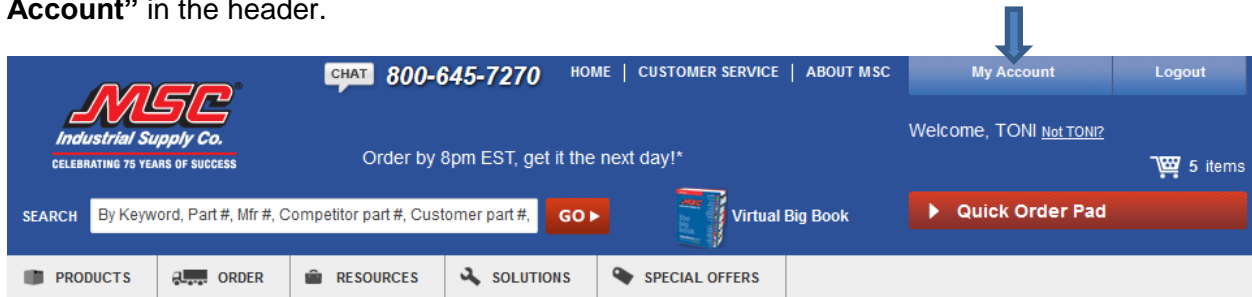 Account” in the header.
CHAT 800-645-7270 HOME | CUSTOMER SERVICE | ABOUT MSC My Account Logout
MSC
Industrial Supply Co.
CELEBRATING 75 YEARS OF SUCCESS
Welcome, TONI Not TONI?
Order by 8pm EST, get it the next day!*
5 items
SEARCH By Keyword, Part #, Mfr #, Competitor part #, Customer part #, GO
Virtual Big Book
Quick Order Pad
PRODUCTS ORDER RESOURCES SOLUTIONS SPECIAL OFFERS